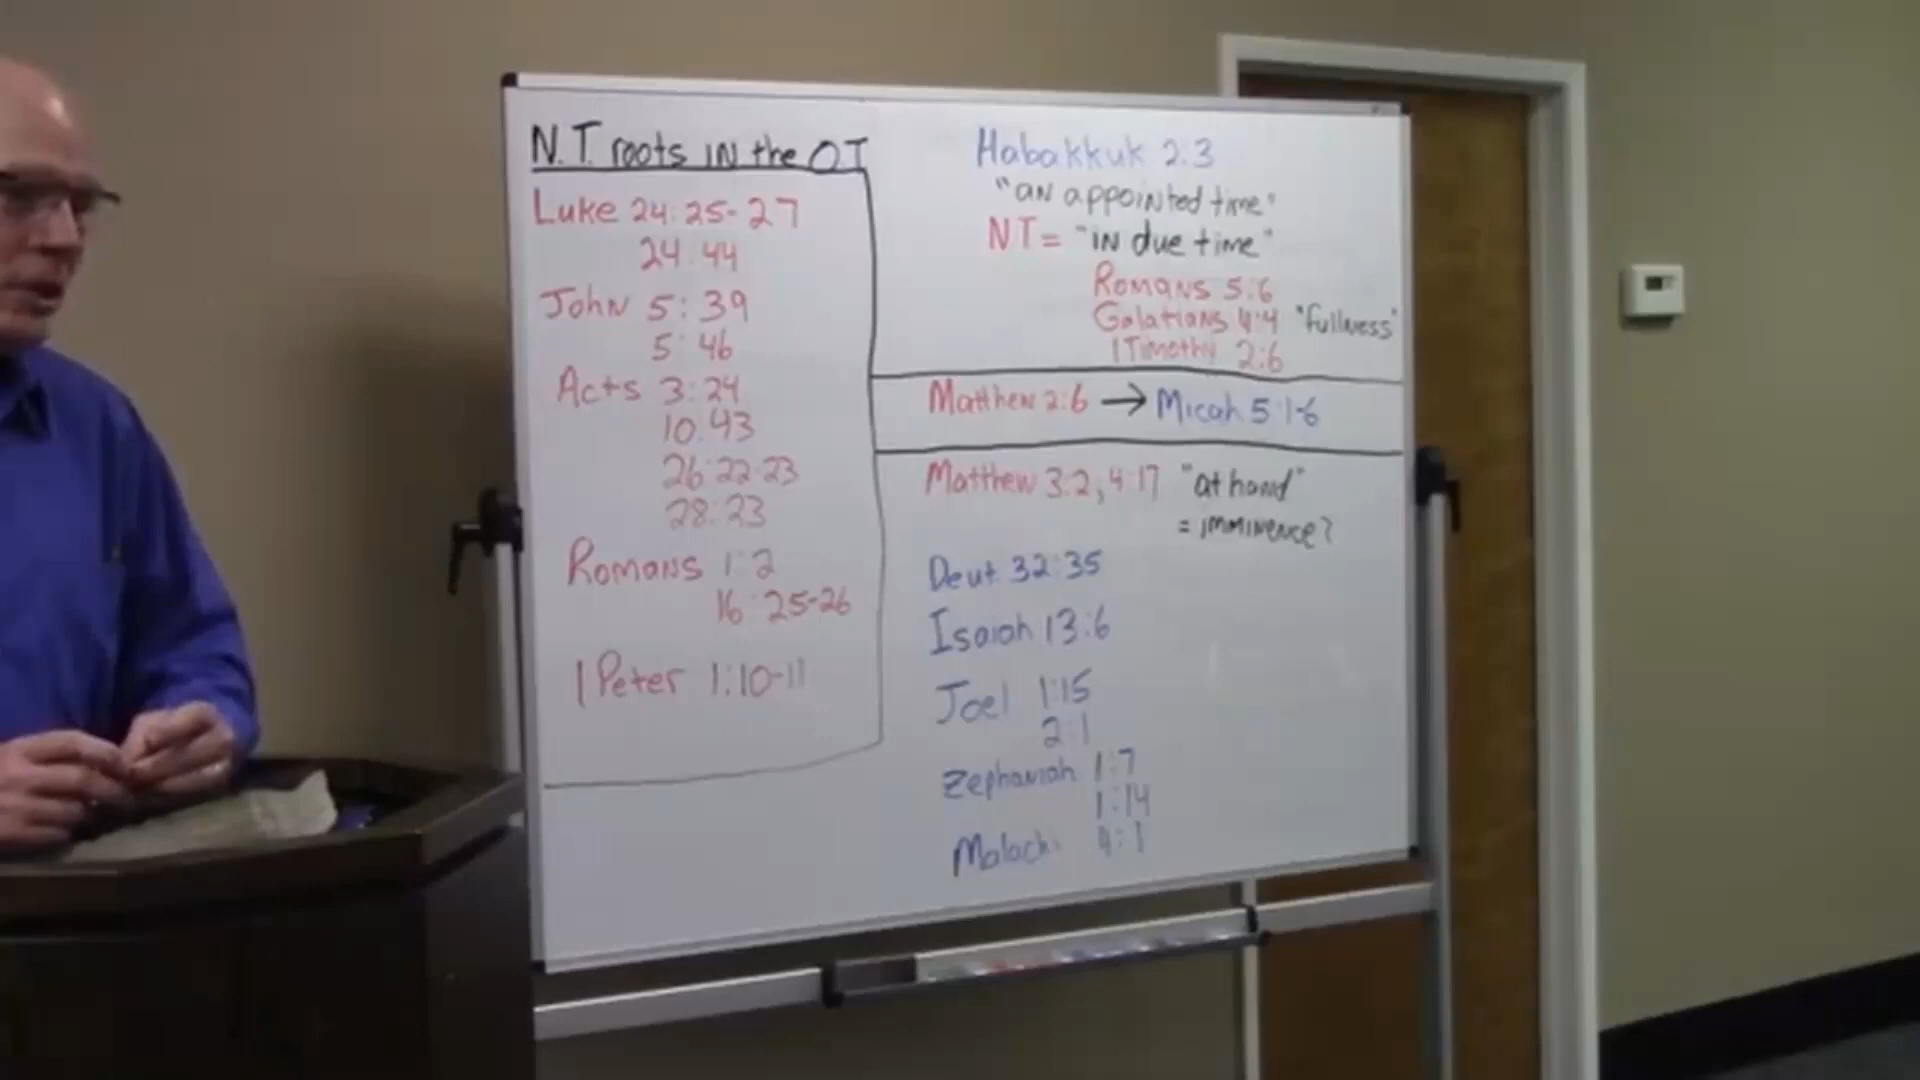 N.T. roots IN the OT
Luke 24:25-27
24:44
John 5:39
5:46
Acts 3:24
10:43
26:22-23
28:23
Romans 1:2
16:25-26
1 Peter 1:10-11
Habakkuk 2:3
"aN appointed time"
NT = "IN due time"
Romans 5:6
Galatians 4:4 "fullness"
1 Timothy 2:6
Matthew 2:6 → Micah 5:1-6
Matthew 3:2, 4:17 "at hand"
= imminence?
Deut. 32:35
Isaiah 13:6
Joel 1:15
2:1
Zephaniah 1:7
1:14
Malachi 4:1